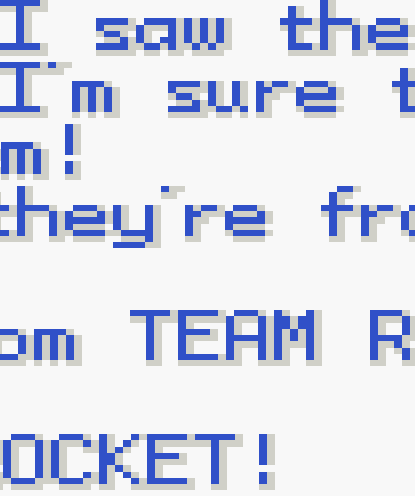 I saw the
I'm sure t
m!
they're fro
om TEAM R
OCKET!